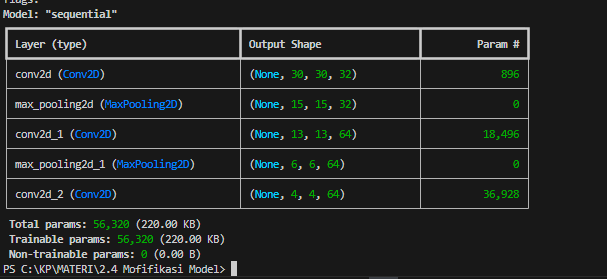 flags.
Model: "sequential"
Layer (type) Output Shape Param #
conv2d (Conv2D) (None, 30, 30, 32) 896
max_pooling2d (MaxPooling2D) (None, 15, 15, 32) 0
conv2d_1 (Conv2D) (None, 13, 13, 64) 18,496
max_pooling2d_1 (MaxPooling2D) (None, 6, 6, 64) 0
conv2d_2 (Conv2D) (None, 4, 4, 64) 36,928
Total params: 56,320 (220.00 KB)
Trainable params: 56,320 (220.00 KB)
Non-trainable params: 0 (0.00 B)
PS C:\KP\MATERI\2.4 Mofifikasi Model>